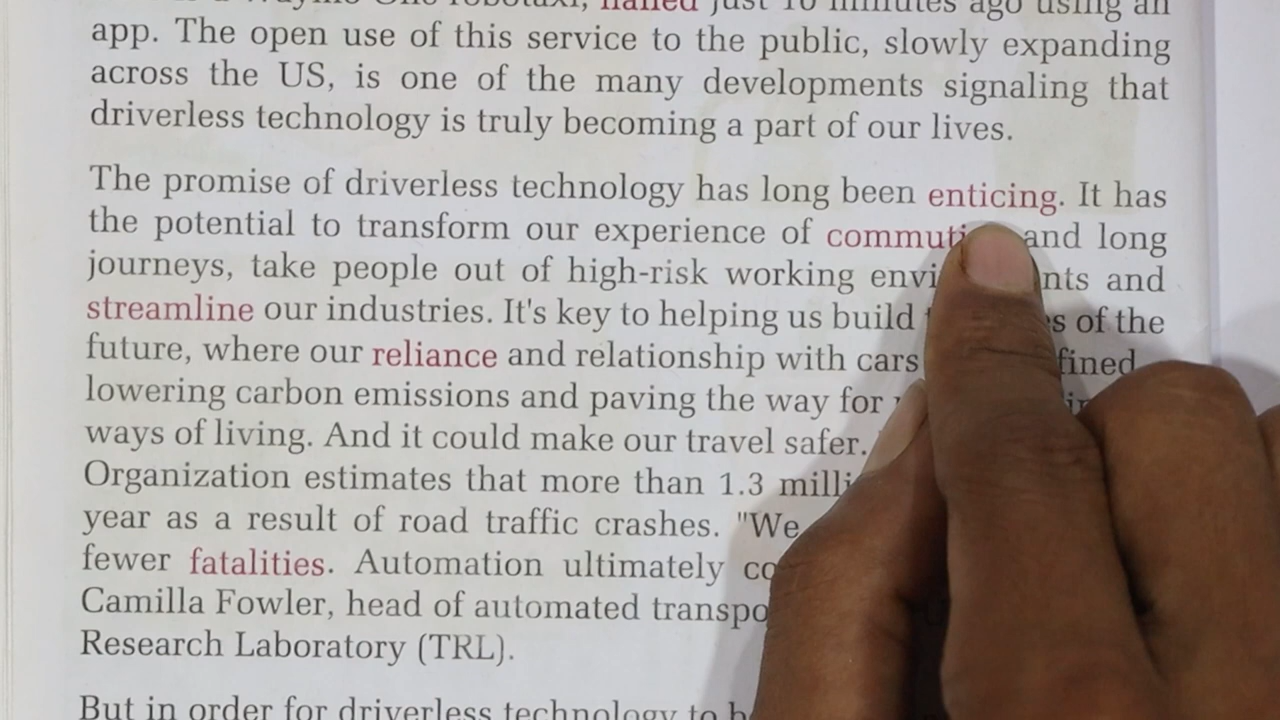 just 10 minutes ago using an
app. The open use of this service to the public, slowly expanding
across the US, is one of the many developments signaling that
driverless technology is truly becoming a part of our lives.
The promise of driverless technology has long been enticing. It has
the potential to transform our experience of and long
journeys, take people out of high-risk working and
streamline our industries. It's key to helping us build of the
future, where our reliance and relationship with cars
lowering carbon emissions and paving the way for
ways of living. And it could make our travel safer.
Organization estimates that more than 1.3
year as a result of road traffic crashes. "We
fewer fatalities. Automation ultimately
Camilla Fowler, head of automated
Research Laboratory (TRL).
But in order for driverless technology to